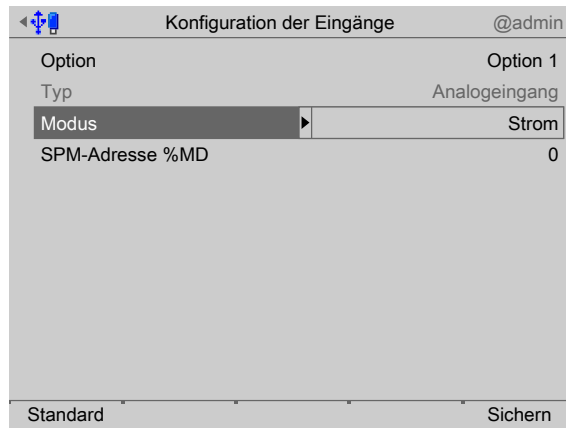 Konfiguration der Eingänge @admin
Option Option 1
Typ Analogeingang
Modus Strom
SPM-Adresse %MD 0
Standard Sichern